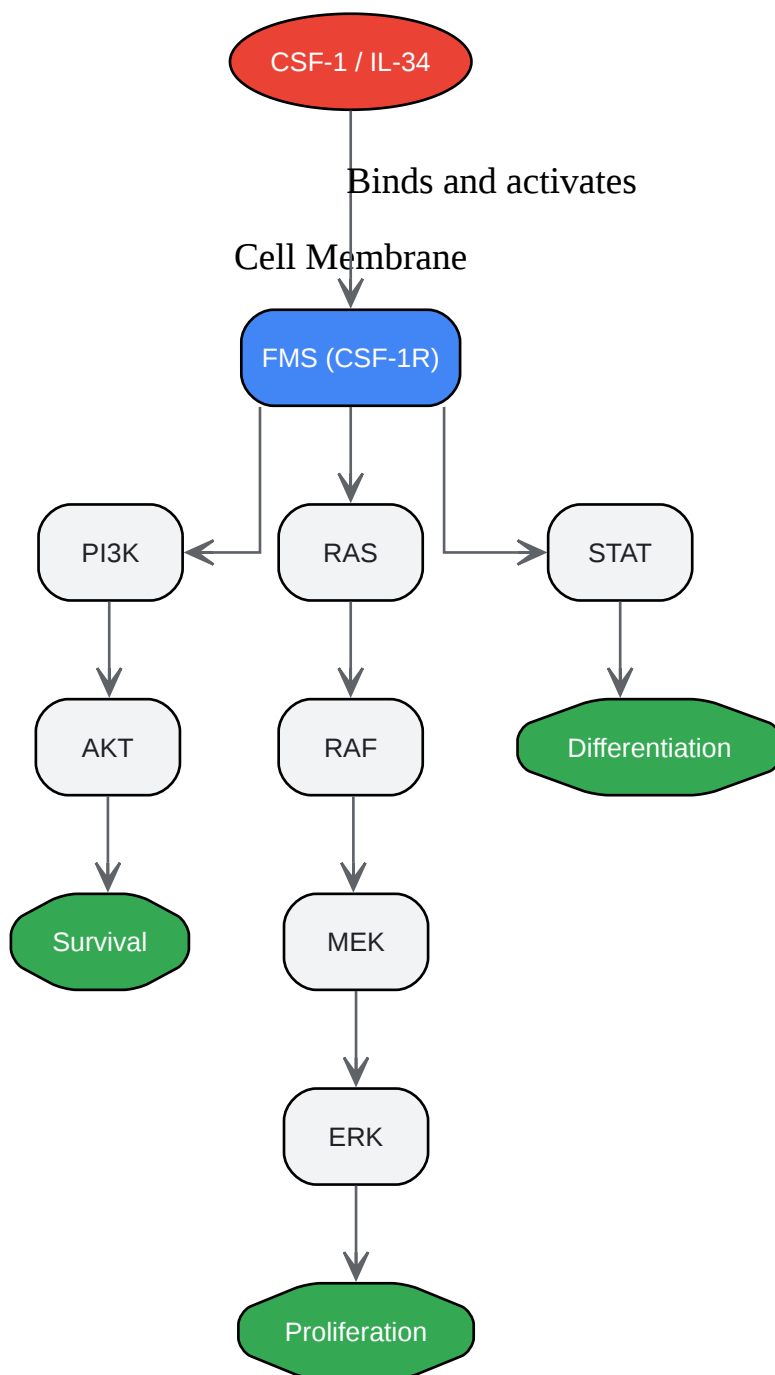 CSF-1 / IL-34
Binds and activates
Cell Membrane
FMS (CSF-1R)
PI3K
RAS
STAT
AKT
RAF
Differentiation
Survival
MEK
ERK
Proliferation